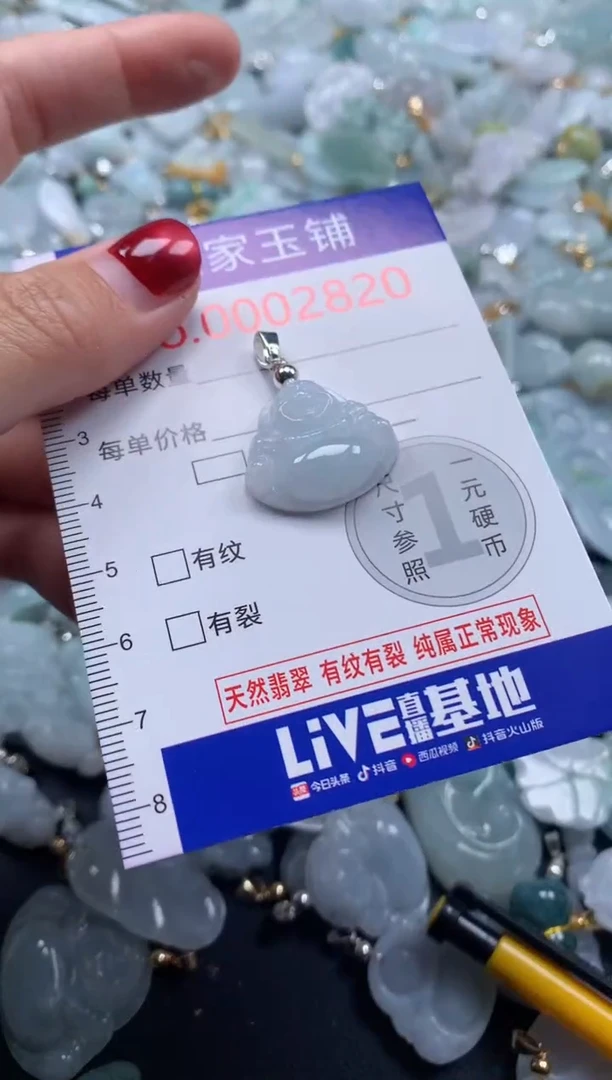 家玉铺
.0002820
每单数量
每单价格
3
4
5
6
7
8
有纹
有裂
1
一元硬币
尺寸参照
天然翡翠 有纹有裂 纯属正常现象
LiVE直播基地
头条 今日头条 抖音 西瓜视频 抖音火山版